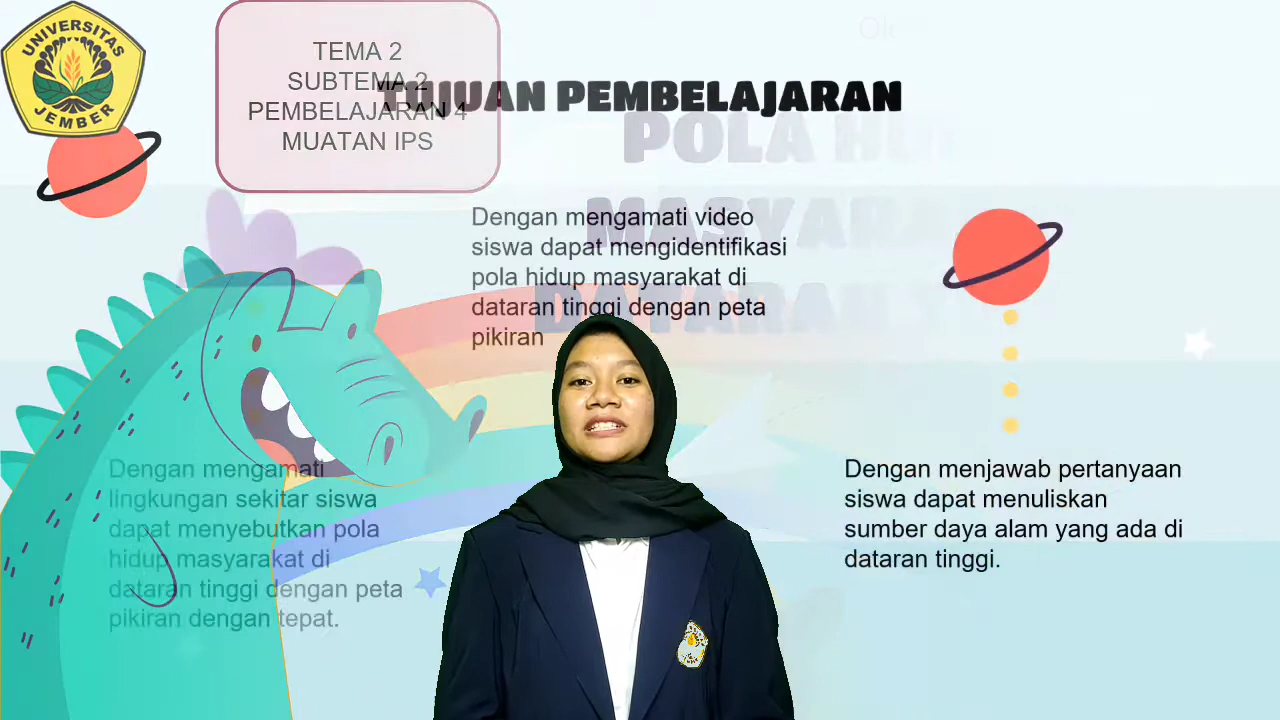 UNIVERSITAS
JEMBER
TEMA 2
SUBTEMA 2
PEMBELAJARAN 4
MUATAN IPS
TUJUAN PEMBELAJARAN
POLA
MASYARA
DATARAN
Dengan mengamati video
siswa dapat mengidentifikasi
pola hidup masyarakat di
dataran tinggi dengan peta
pikiran
Dengan mengamati
lingkungan sekitar siswa
dapat menyebutkan pola
hidup masyarakat di
dataran tinggi dengan peta
pikiran dengan tepat.
Dengan menjawab pertanyaan
siswa dapat menuliskan
sumber daya alam yang ada di
dataran tinggi.